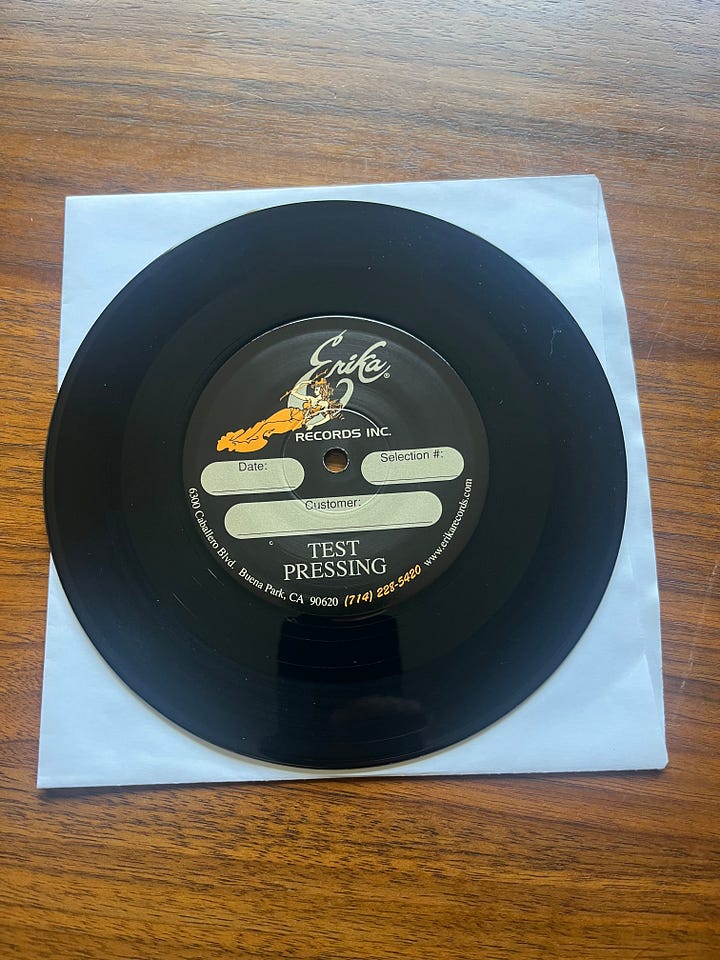 Erika®
RECORDS INC.
Date:
Selection #:
Customer:
TEST
PRESSING
6300 Caballero Blvd. Buena Park, CA 90620 (714) 228-5420 www.erikarecords.com